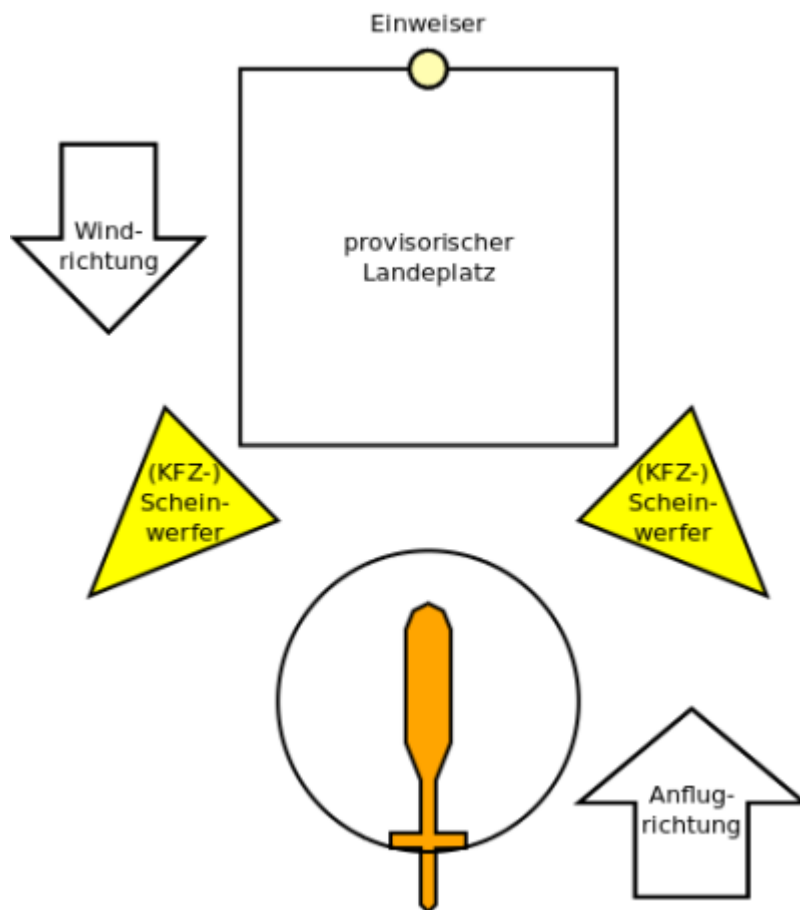 Einweiser
Wind-
richtung
provisorischer
Landeplatz
(KFZ-)
Schein-
werfer
(KFZ-)
Schein-
werfer
Anflug-
richtung